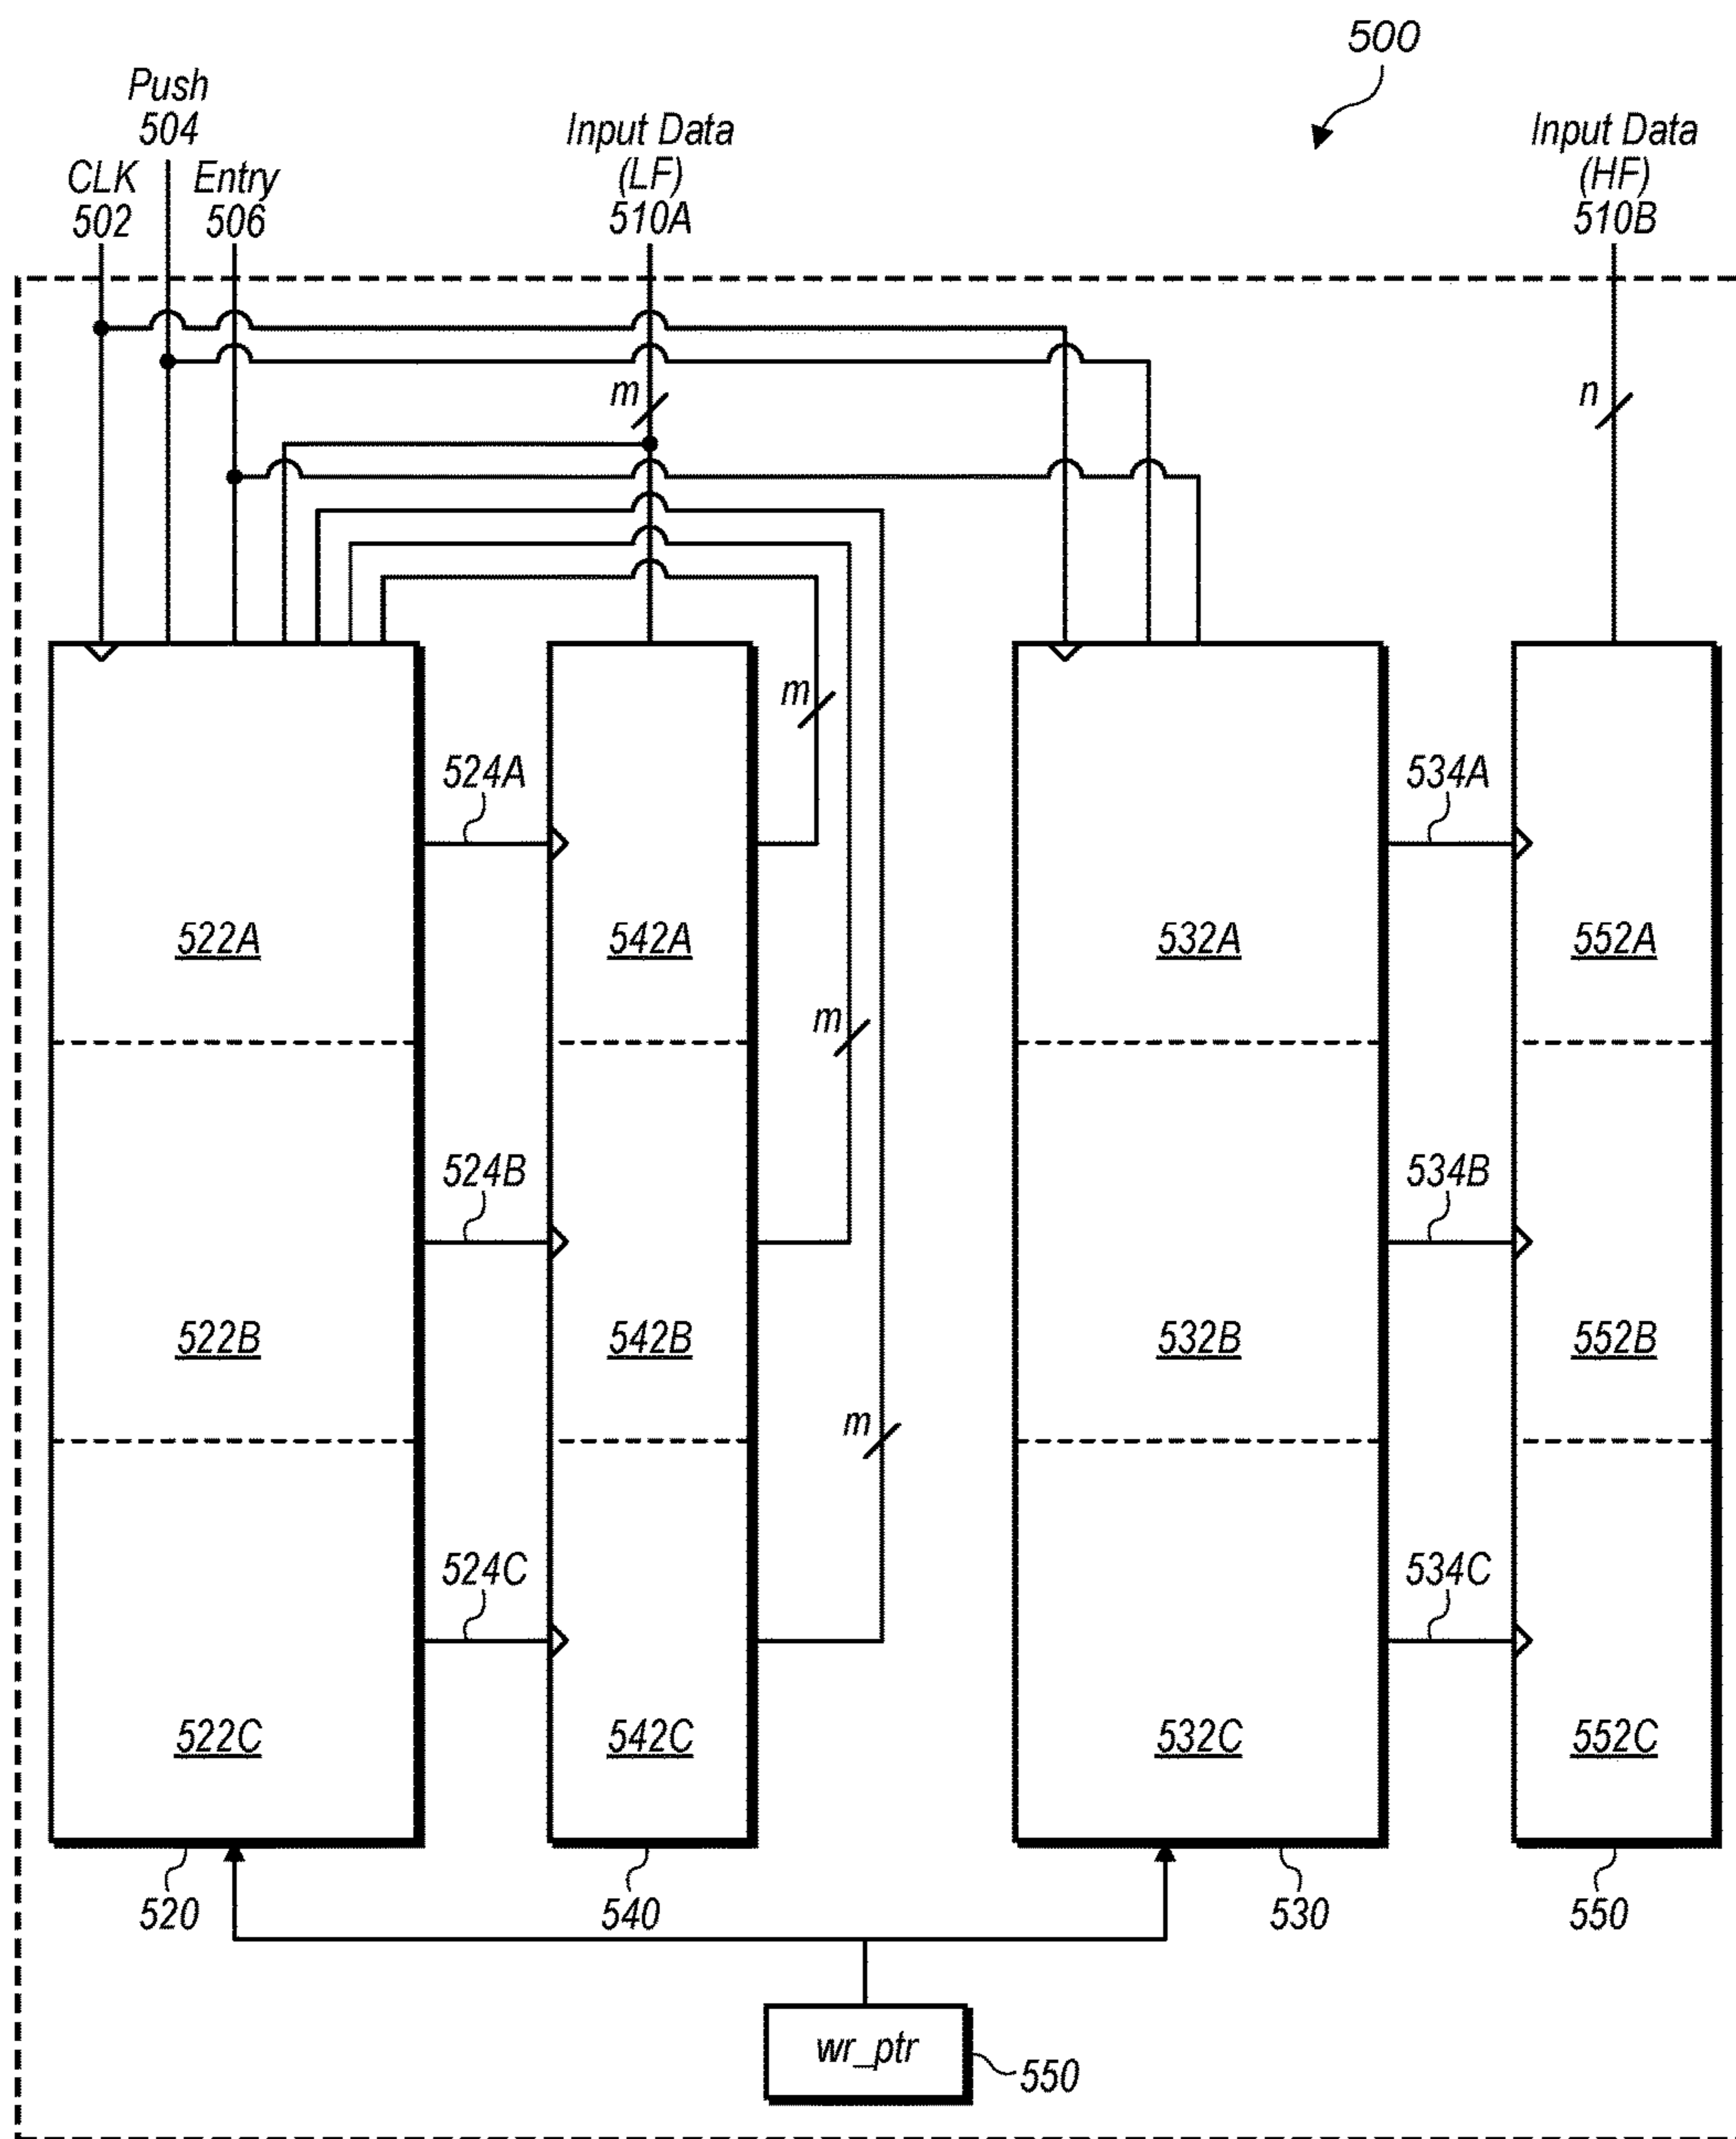 500
Push
504
CLK
502
Entry
506
Input Data
(LF)
510A
Input Data
(HF)
510B
m
n
m
524A
534A
522A
542A
532A
552A
m
524B
534B
522B
542B
532B
552B
m
524C
534C
522C
542C
532C
552C
520
540
530
550
wr_ptr
550